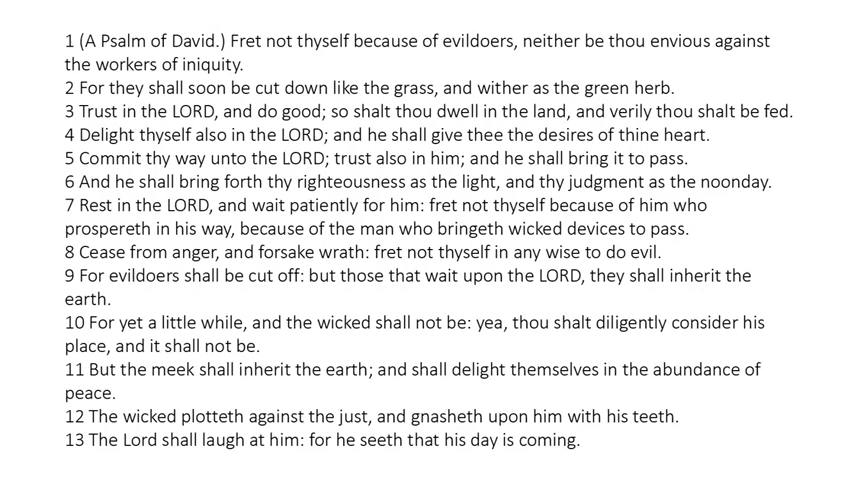 1 (A Psalm of David.) Fret not thyself because of evildoers, neither be thou envious against
the workers of iniquity.
2 For they shall soon be cut down like the grass, and wither as the green herb.
3 Trust in the LORD, and do good; so shalt thou dwell in the land, and verily thou shalt be fed.
4 Delight thyself also in the LORD; and he shall give thee the desires of thine heart.
5 Commit thy way unto the LORD; trust also in him; and he shall bring it to pass.
6 And he shall bring forth thy righteousness as the light, and thy judgment as the noonday.
7 Rest in the LORD, and wait patiently for him: fret not thyself because of him who
prospereth in his way, because of the man who bringeth wicked devices to pass.
8 Cease from anger, and forsake wrath: fret not thyself in any wise to do evil.
9 For evildoers shall be cut off: but those that wait upon the LORD, they shall inherit the
earth.
10 For yet a little while, and the wicked shall not be: yea, thou shalt diligently consider his
place, and it shall not be.
11 But the meek shall inherit the earth; and shall delight themselves in the abundance of
peace.
12 The wicked plotteth against the just, and gnasheth upon him with his teeth.
13 The Lord shall laugh at him: for he seeth that his day is coming.